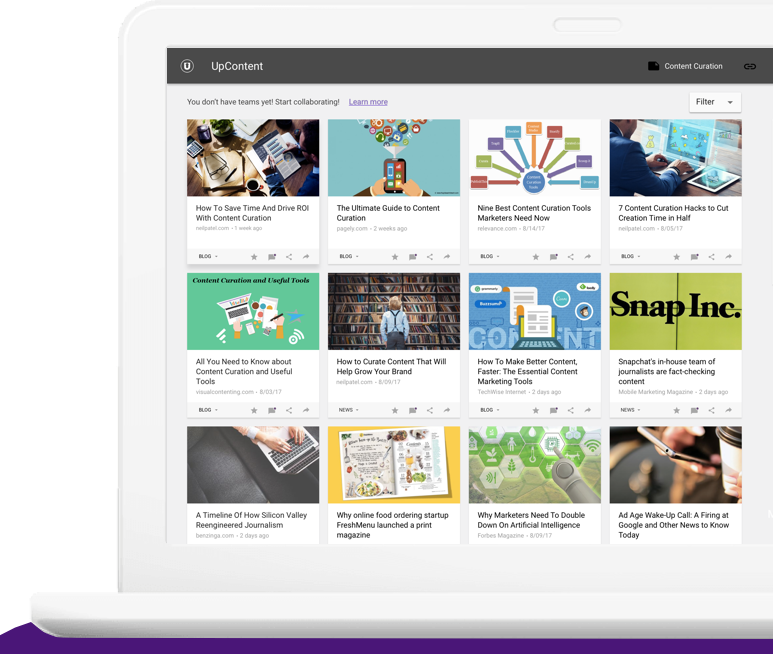 UpContent
Content Curation
You don't have teams yet! Start collaborating!
Learn more
Filter
How To Save Time And Drive ROI
With Content Curation
neilpatel.com - 1 week ago
BLOG
The Ultimate Guide to Content
Curation
pagely.com - 2 weeks ago
BLOG
Content
Curation
Tools
Nine Best Content Curation Tools
Marketers Need Now
relevance.com - 8/14/17
BLOG
7 Content Curation Hacks to Cut
Creation Time in Half
neilpatel.com - 8/05/17
BLOG
Content Curation and Useful Tools
All You Need to Know about
Content Curation and Useful
Tools
visualcontenting.com - 8/03/17
BLOG
How to Curate Content That Will
Help Grow Your Brand
neilpatel.com - 8/09/17
NEWS
grammarly
feedly
BuzzSumo
CONTENT
How To Make Better Content,
Faster: The Essential Content
Marketing Tools
TechWise Internet - 2 days ago
BLOG
Snap Inc.
Snapchat's in-house team of
journalists are fact-checking
content
Mobile Marketing Magazine - 2 days ago
NEWS
A Timeline Of How Silicon Valley
Reengineered Journalism
benzinga.com - 2 days ago
Why online food ordering startup
FreshMenu launched a print
magazine
Why Marketers Need To Double
Down On Artificial Intelligence
Forbes Magazine - 8/09/17
Ad Age Wake-Up Call: A Firing at
Google and Other News to Know
Today